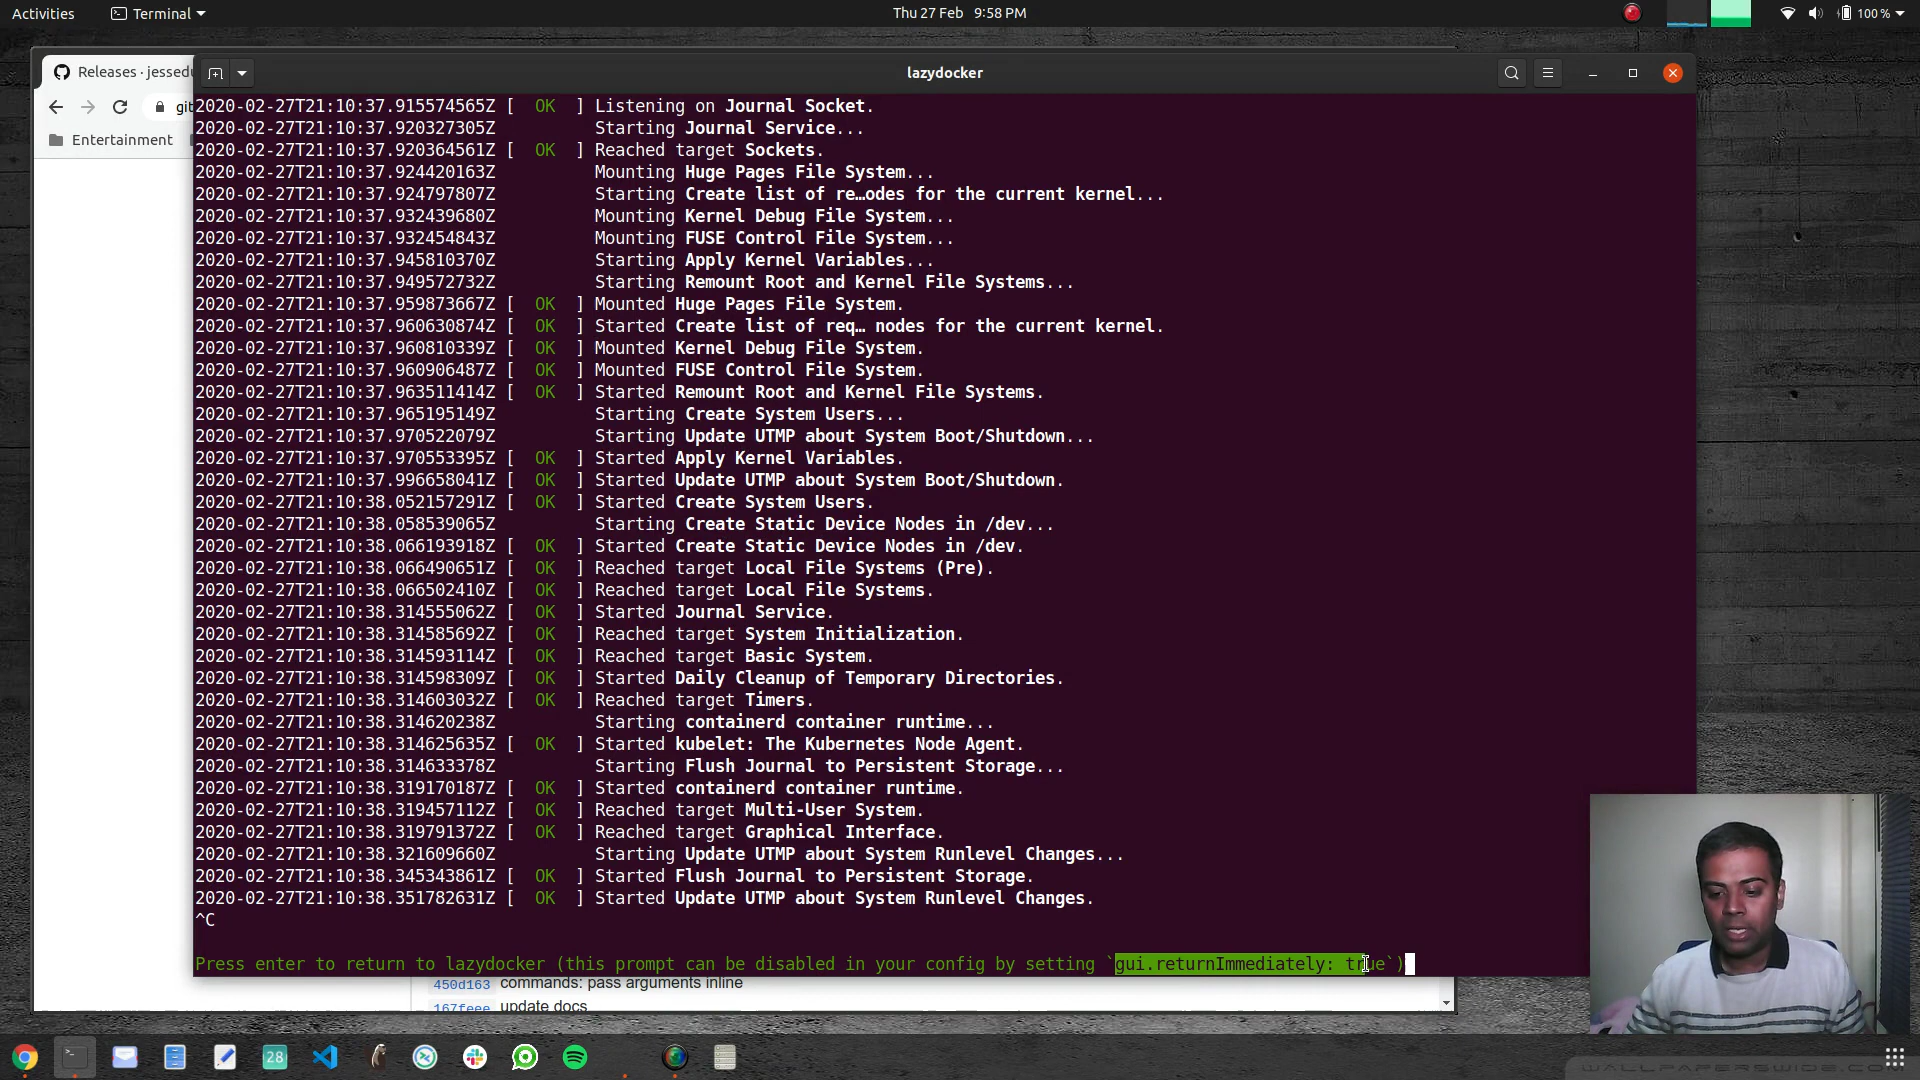 Activities
Terminal
Thu 27 Feb 9:58 PM
100 %
Releases · jessedu
lazydocker
git
Entertainment
2020-02-27T21:10:37.915574565Z [ OK ] Listening on Journal Socket.
2020-02-27T21:10:37.920327305Z Starting Journal Service...
2020-02-27T21:10:37.920364561Z [ OK ] Reached target Sockets.
2020-02-27T21:10:37.924420163Z Mounting Huge Pages File System...
2020-02-27T21:10:37.924797807Z Starting Create list of re…odes for the current kernel...
2020-02-27T21:10:37.932439680Z Mounting Kernel Debug File System...
2020-02-27T21:10:37.932454843Z Mounting FUSE Control File System...
2020-02-27T21:10:37.945810370Z Starting Apply Kernel Variables...
2020-02-27T21:10:37.949572732Z Starting Remount Root and Kernel File Systems...
2020-02-27T21:10:37.959873667Z [ OK ] Mounted Huge Pages File System.
2020-02-27T21:10:37.960630874Z [ OK ] Started Create list of req… nodes for the current kernel.
2020-02-27T21:10:37.960810339Z [ OK ] Mounted Kernel Debug File System.
2020-02-27T21:10:37.960906487Z [ OK ] Mounted FUSE Control File System.
2020-02-27T21:10:37.963511414Z [ OK ] Started Remount Root and Kernel File Systems.
2020-02-27T21:10:37.965195149Z Starting Create System Users...
2020-02-27T21:10:37.970522079Z Starting Update UTMP about System Boot/Shutdown...
2020-02-27T21:10:37.970553395Z [ OK ] Started Apply Kernel Variables.
2020-02-27T21:10:37.996658041Z [ OK ] Started Update UTMP about System Boot/Shutdown.
2020-02-27T21:10:38.052157291Z [ OK ] Started Create System Users.
2020-02-27T21:10:38.058539065Z Starting Create Static Device Nodes in /dev...
2020-02-27T21:10:38.066193918Z [ OK ] Started Create Static Device Nodes in /dev.
2020-02-27T21:10:38.066490651Z [ OK ] Reached target Local File Systems (Pre).
2020-02-27T21:10:38.066502410Z [ OK ] Reached target Local File Systems.
2020-02-27T21:10:38.314555062Z [ OK ] Started Journal Service.
2020-02-27T21:10:38.314585692Z [ OK ] Reached target System Initialization.
2020-02-27T21:10:38.314593114Z [ OK ] Reached target Basic System.
2020-02-27T21:10:38.314598309Z [ OK ] Started Daily Cleanup of Temporary Directories.
2020-02-27T21:10:38.314603032Z [ OK ] Reached target Timers.
2020-02-27T21:10:38.314620238Z Starting containerd container runtime...
2020-02-27T21:10:38.314625635Z [ OK ] Started kubelet: The Kubernetes Node Agent.
2020-02-27T21:10:38.314633378Z Starting Flush Journal to Persistent Storage...
2020-02-27T21:10:38.319170187Z [ OK ] Started containerd container runtime.
2020-02-27T21:10:38.319457112Z [ OK ] Reached target Multi-User System.
2020-02-27T21:10:38.319791372Z [ OK ] Reached target Graphical Interface.
2020-02-27T21:10:38.321609660Z Starting Update UTMP about System Runlevel Changes...
2020-02-27T21:10:38.345343861Z [ OK ] Started Flush Journal to Persistent Storage.
2020-02-27T21:10:38.351782631Z [ OK ] Started Update UTMP about System Runlevel Changes.
^C
Press enter to return to lazydocker (this prompt can be disabled in your config by setting `gui.returnImmediately: true`)
450d163 commands: pass arguments inline
167feee update docs
28
WALLPAPERSWIDE.COM